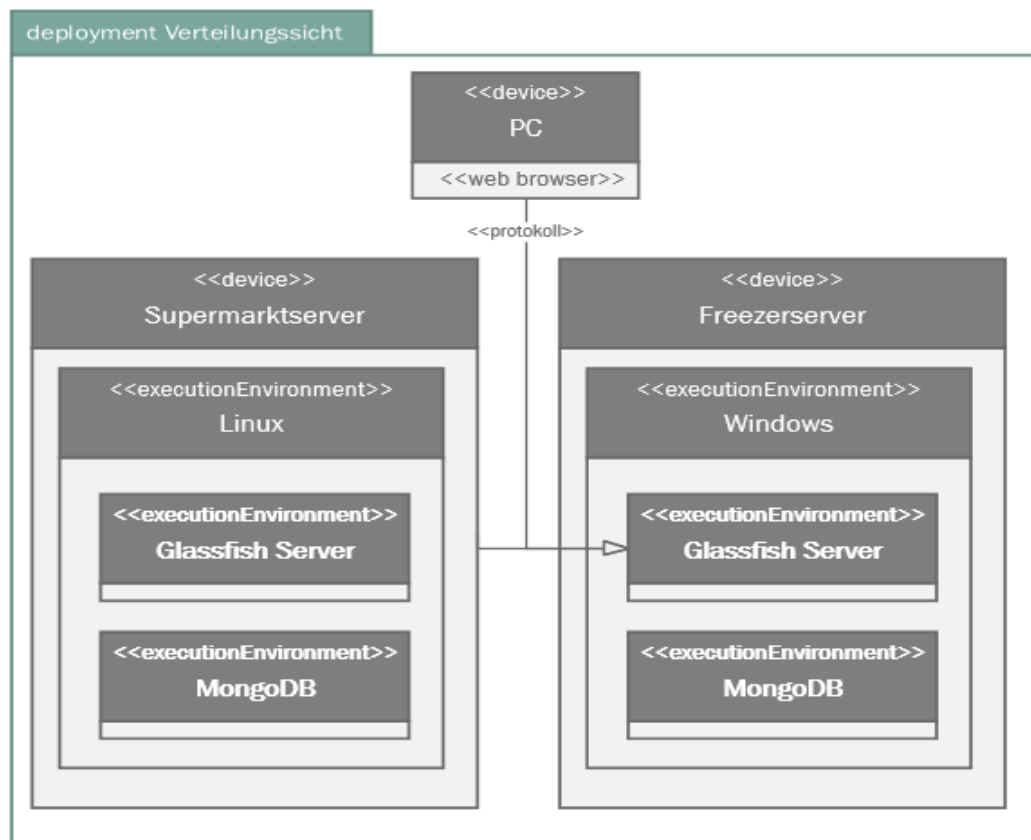 deployment Verteilungssicht
<<device>>
PC
<<web browser>>
<<protokoll>>
<<device>>
Supermarktserver
<<executionEnvironment>>
Linux
<<executionEnvironment>>
Glassfish Server
<<executionEnvironment>>
MongoDB
<<device>>
Freezerserver
<<executionEnvironment>>
Windows
<<executionEnvironment>>
Glassfish Server
<<executionEnvironment>>
MongoDB